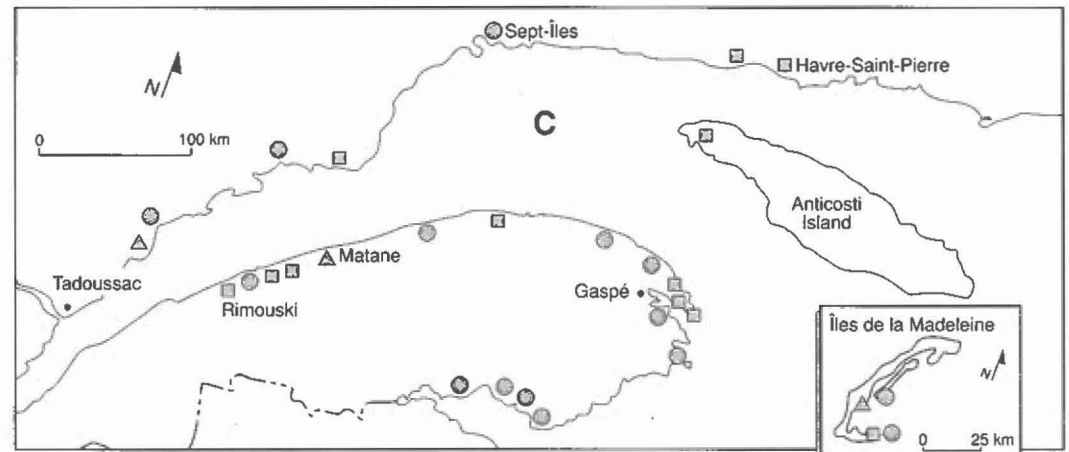 Sept-Îles
Havre-Saint-Pierre
N
0 100 km
C
Anticosti
Island
Matane
Tadoussac
Gaspé
Rimouski
Îles de la Madeleine
N
0 25 km